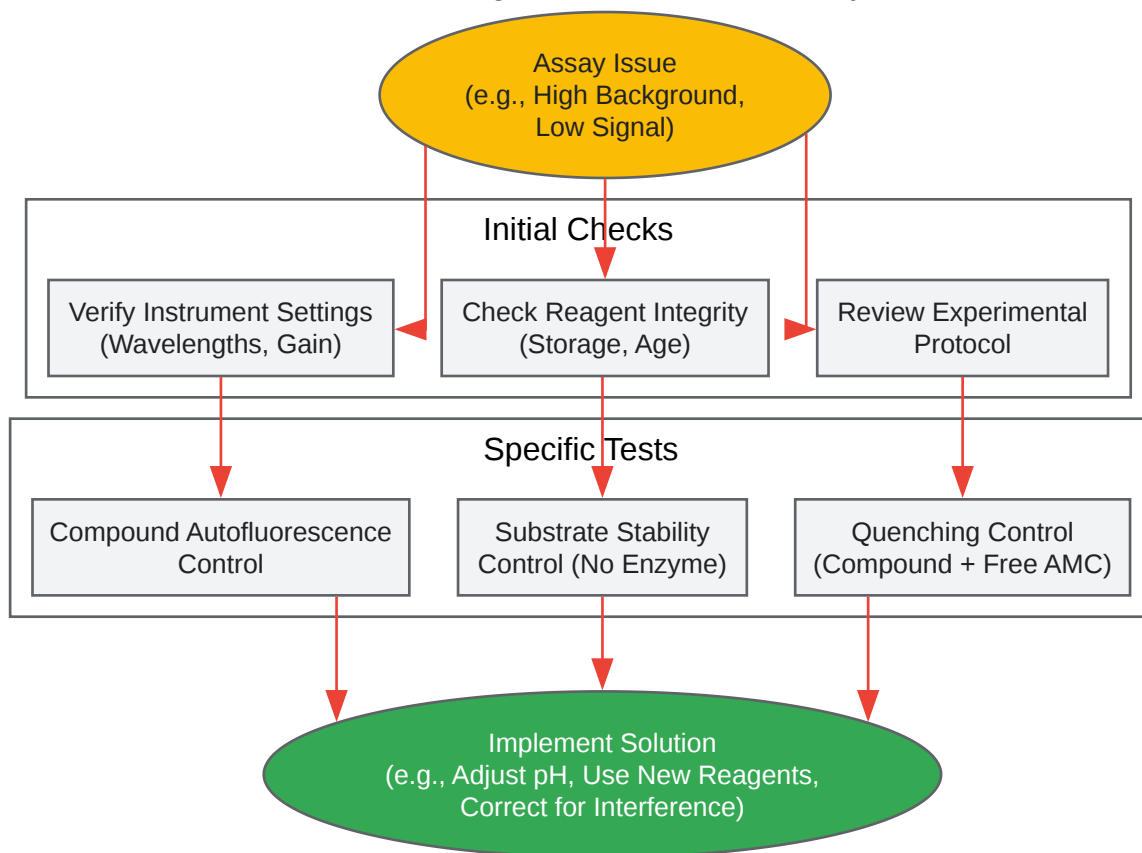 Assay Issue
(e.g., High Background,
Low Signal)
Initial Checks
Verify Instrument Settings
(Wavelengths, Gain)
Check Reagent Integrity
(Storage, Age)
Review Experimental
Protocol
Specific Tests
Compound Autofluorescence
Control
Substrate Stability
Control (No Enzyme)
Quenching Control
(Compound + Free AMC)
Implement Solution
(e.g., Adjust pH, Use New Reagents,
Correct for Interference)